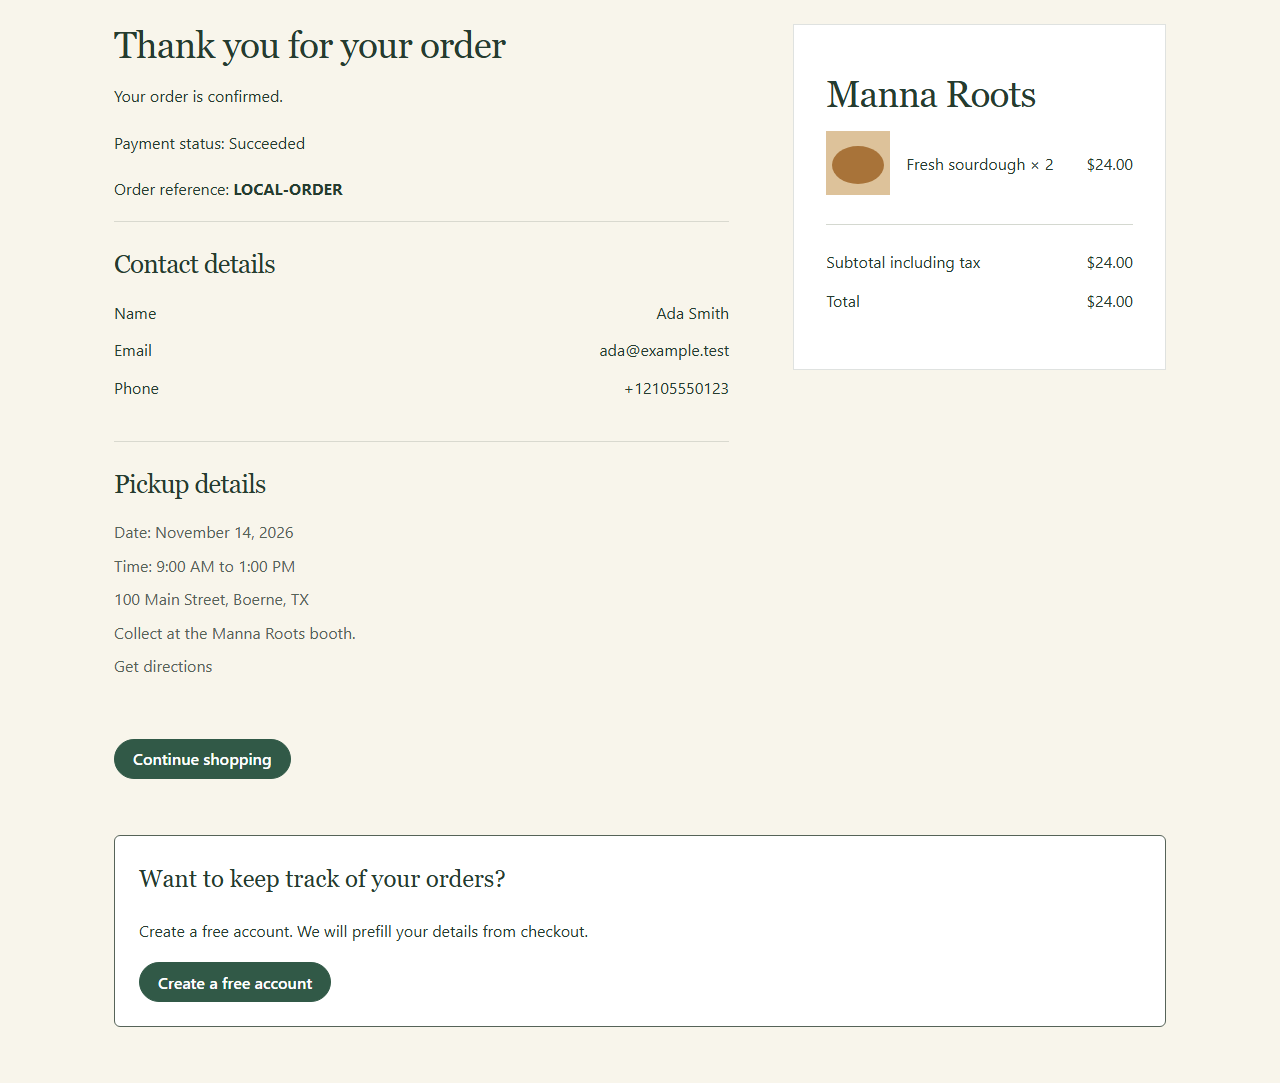 Thank you for your order
Your order is confirmed.
Payment status: Succeeded
Order reference: LOCAL-ORDER
Contact details
Name Ada Smith
Email ada@example.test
Phone +12105550123
Pickup details
Date: November 14, 2026
Time: 9:00 AM to 1:00 PM
100 Main Street, Boerne, TX
Collect at the Manna Roots booth.
Get directions
Continue shopping
Manna Roots
Fresh sourdough × 2 $24.00
Subtotal including tax $24.00
Total $24.00
Want to keep track of your orders?
Create a free account. We will prefill your details from checkout.
Create a free account